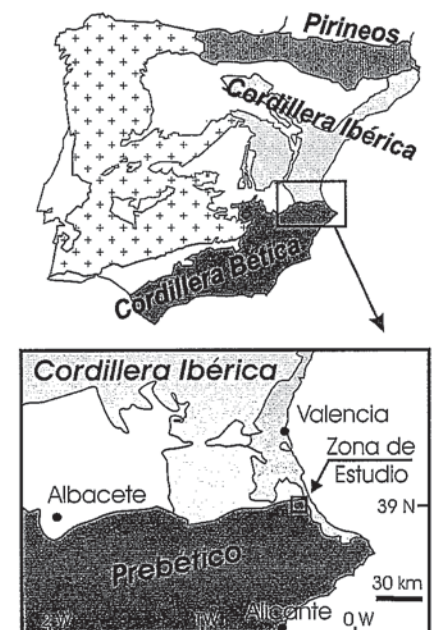 Pirineos
Cordillera Ibérica
Cordillera Bética
Cordillera Ibérica
Valencia
Zona de
Estudio
Albacete
39 N
Prebético
30 km
2 W
1 W
Alicante
0 W